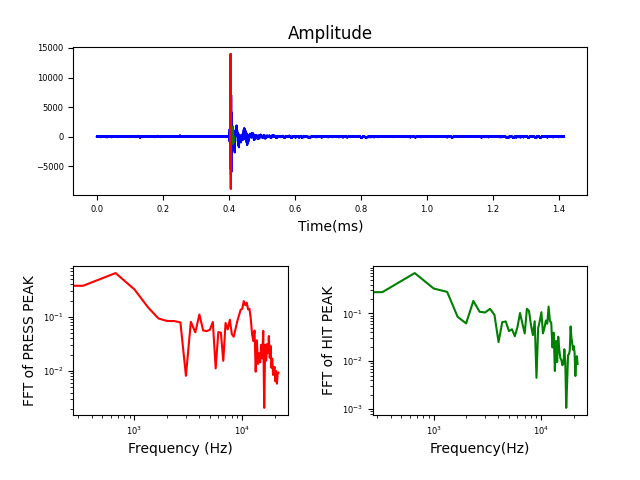 Amplitude
15000
10000
5000
0
−5000
0.0 0.2 0.4 0.6 0.8 1.0 1.2 1.4
Time(ms)
FFT of PRESS PEAK
10⁻¹
10⁻²
10³ 10⁴
Frequency (Hz)
FFT of HIT PEAK
10⁻¹
10⁻²
10⁻³
10³ 10⁴
Frequency(Hz)